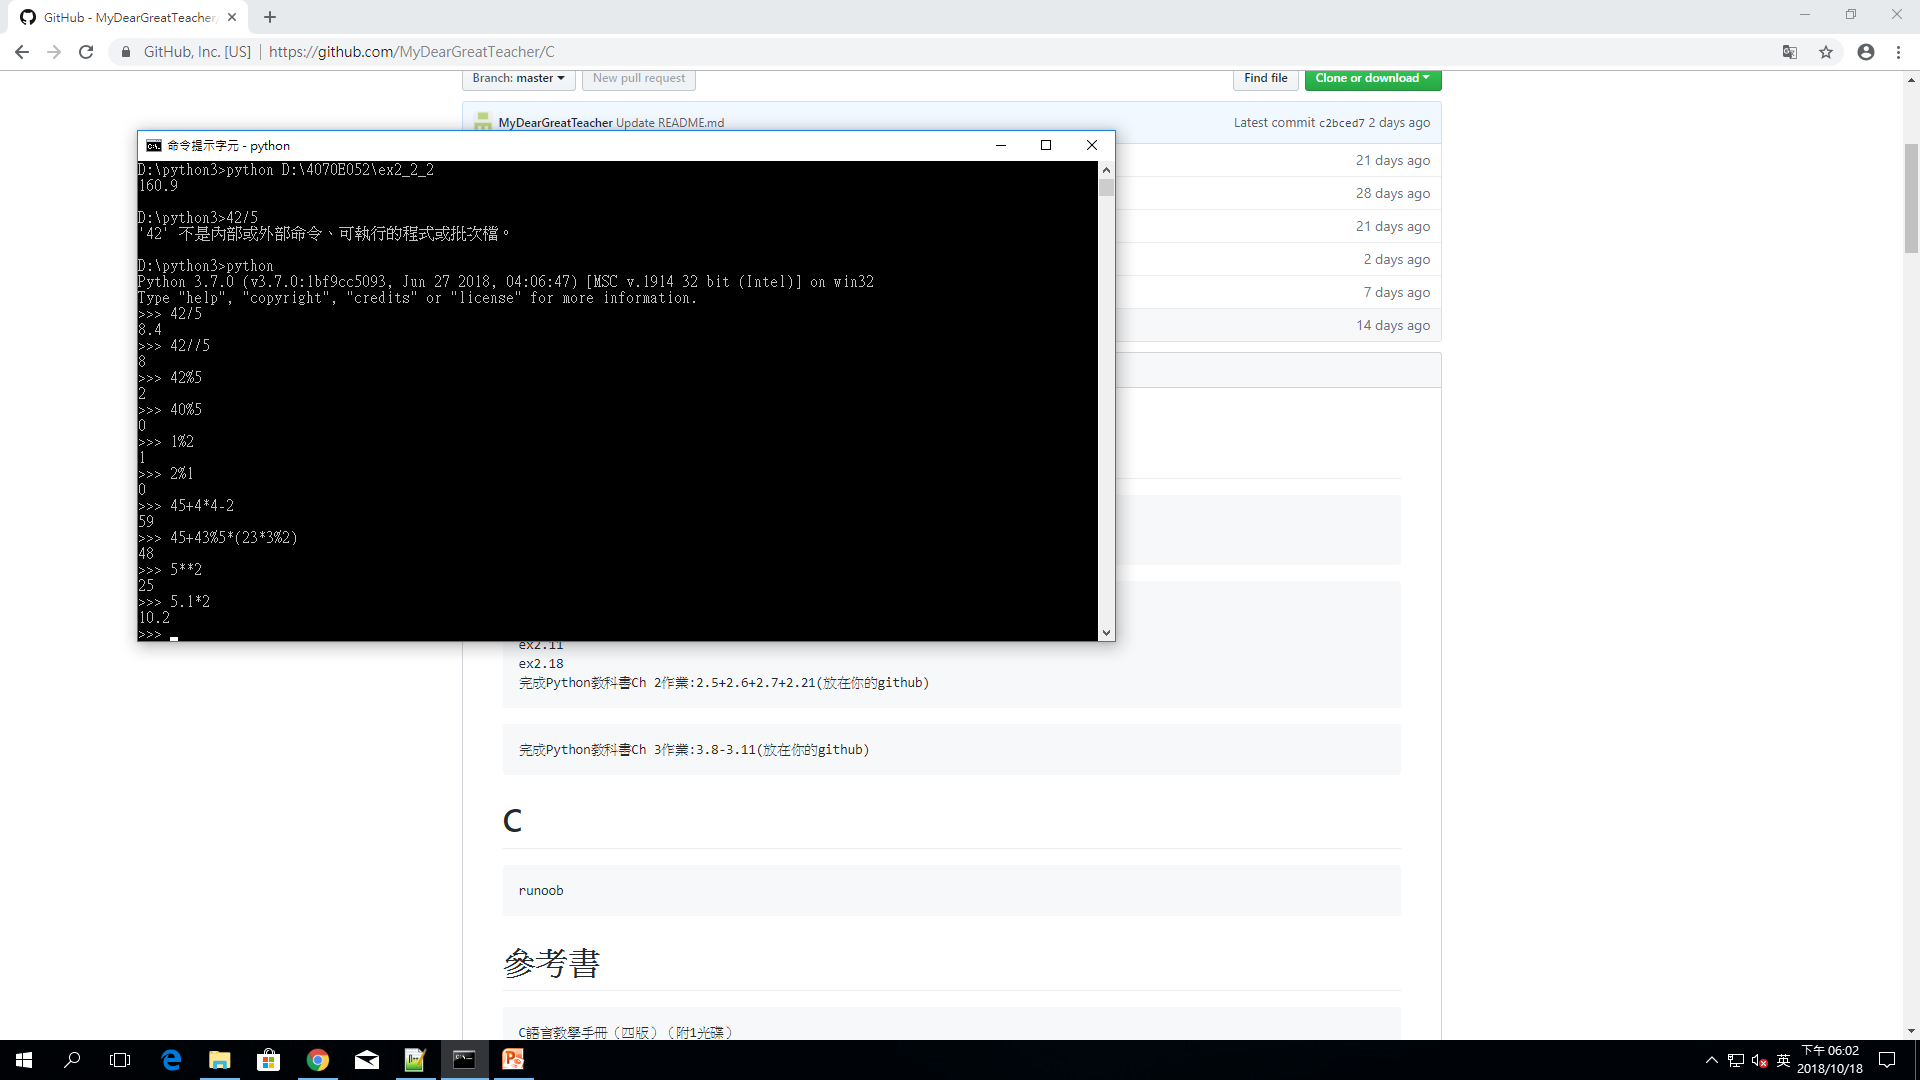 GitHub - MyDearGreatTeacher
GitHub, Inc. [US] | https://github.com/MyDearGreatTeacher/C
Branch: master
New pull request
Find file
Clone or download
MyDearGreatTeacher Update README.md
Latest commit c2bced7 2 days ago
21 days ago
28 days ago
21 days ago
2 days ago
7 days ago
14 days ago
命令提示字元 - python
D:\python3>python D:\4070E052\ex2_2_2
160.9
D:\python3>42/5
'42' 不是內部或外部命令、可執行的程式或批次檔。
D:\python3>python
Python 3.7.0 (v3.7.0:1bf9cc5093, Jun 27 2018, 04:06:47) [MSC v.1914 32 bit (Intel)] on win32
Type "help", "copyright", "credits" or "license" for more information.
>>> 42/5
8.4
>>> 42//5
8
>>> 42%5
2
>>> 40%5
0
>>> 1%2
1
>>> 2%1
0
>>> 45+4*4-2
59
>>> 45+43%5*(23*3%2)
48
>>> 5**2
25
>>> 5.1*2
10.2
>>>
ex2.11
ex2.18
完成Python教科書Ch 2作業:2.5+2.6+2.7+2.21(放在你的github)
完成Python教科書Ch 3作業:3.8-3.11(放在你的github)
C
runoob
參考書
C語言教學手冊（四版）（附1光碟）
英
下午 06:02
2018/10/18